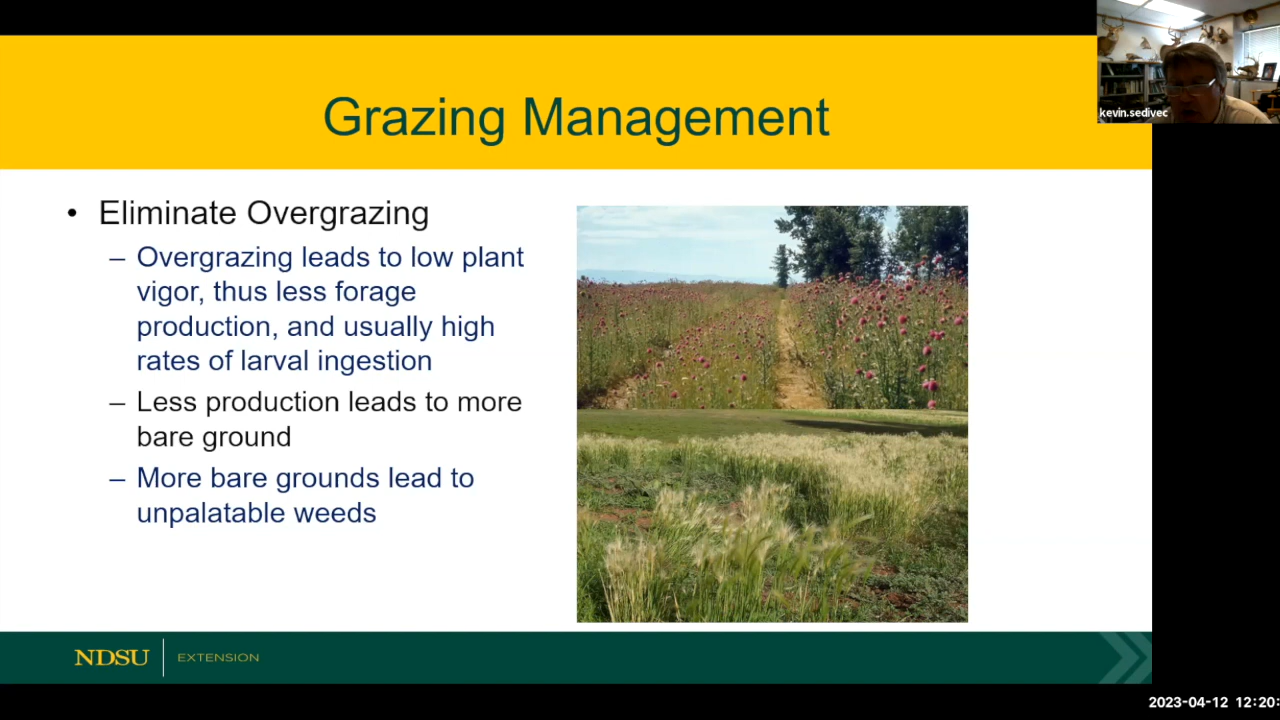 Grazing Management
kevin.sedivec
• Eliminate Overgrazing
– Overgrazing leads to low plant
vigor, thus less forage
production, and usually high
rates of larval ingestion
– Less production leads to more
bare ground
– More bare grounds lead to
unpalatable weeds
NDSU EXTENSION
2023-04-12 12:20: